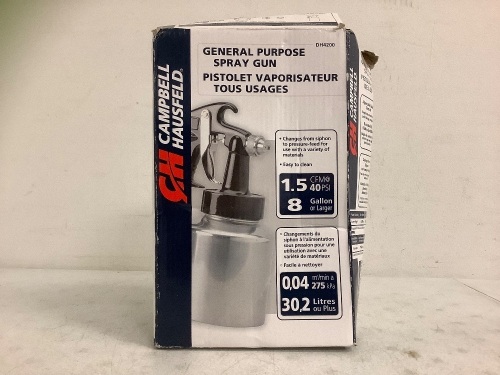 CAMPBELL
HAUSFELD®
CH
GENERAL PURPOSE
SPRAY GUN
PISTOLET VAPORISATEUR
TOUS USAGES
DH4200
• Changes from siphon
to pressure-feed for
use with a variety of
materials
• Easy to clean
1.5 CFM@
40 PSI
8 Gallon
or Larger
• Changements du
siphon à l'alimentation
sous pression pour une
utilisation avec une
variété de matériaux
• Facile à nettoyer
0,04 m³/min à
275 kPa
30,2 Litres
ou Plus